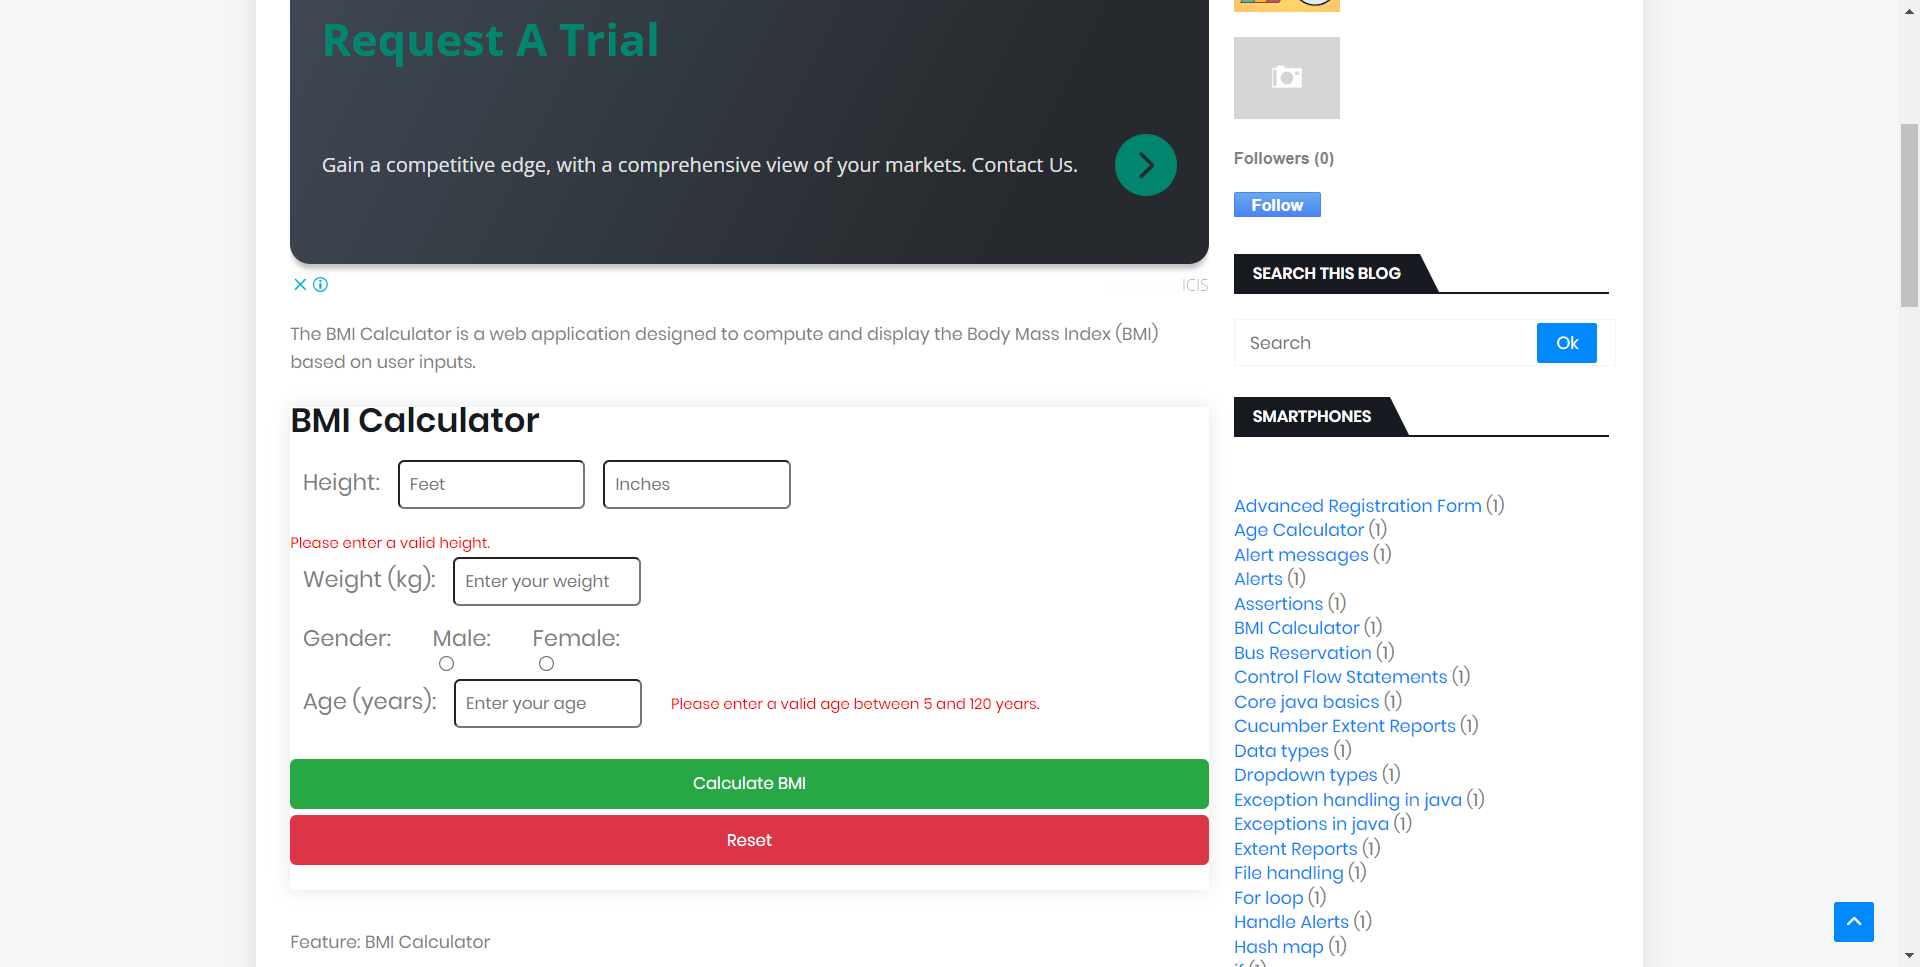 Request A Trial
Gain a competitive edge, with a comprehensive view of your markets. Contact Us.
ICIS
The BMI Calculator is a web application designed to compute and display the Body Mass Index (BMI)
based on user inputs.
BMI Calculator
Height:
Feet
Inches
Please enter a valid height.
Weight (kg):
Enter your weight
Gender:
Male:
Female:
Age (years):
Enter your age
Please enter a valid age between 5 and 120 years.
Calculate BMI
Reset
Feature: BMI Calculator
Followers (0)
Follow
SEARCH THIS BLOG
Search
Ok
SMARTPHONES
Advanced Registration Form (1)
Age Calculator (1)
Alert messages (1)
Alerts (1)
Assertions (1)
BMI Calculator (1)
Bus Reservation (1)
Control Flow Statements (1)
Core java basics (1)
Cucumber Extent Reports (1)
Data types (1)
Dropdown types (1)
Exception handling in java (1)
Exceptions in java (1)
Extent Reports (1)
File handling (1)
For loop (1)
Handle Alerts (1)
Hash map (1)